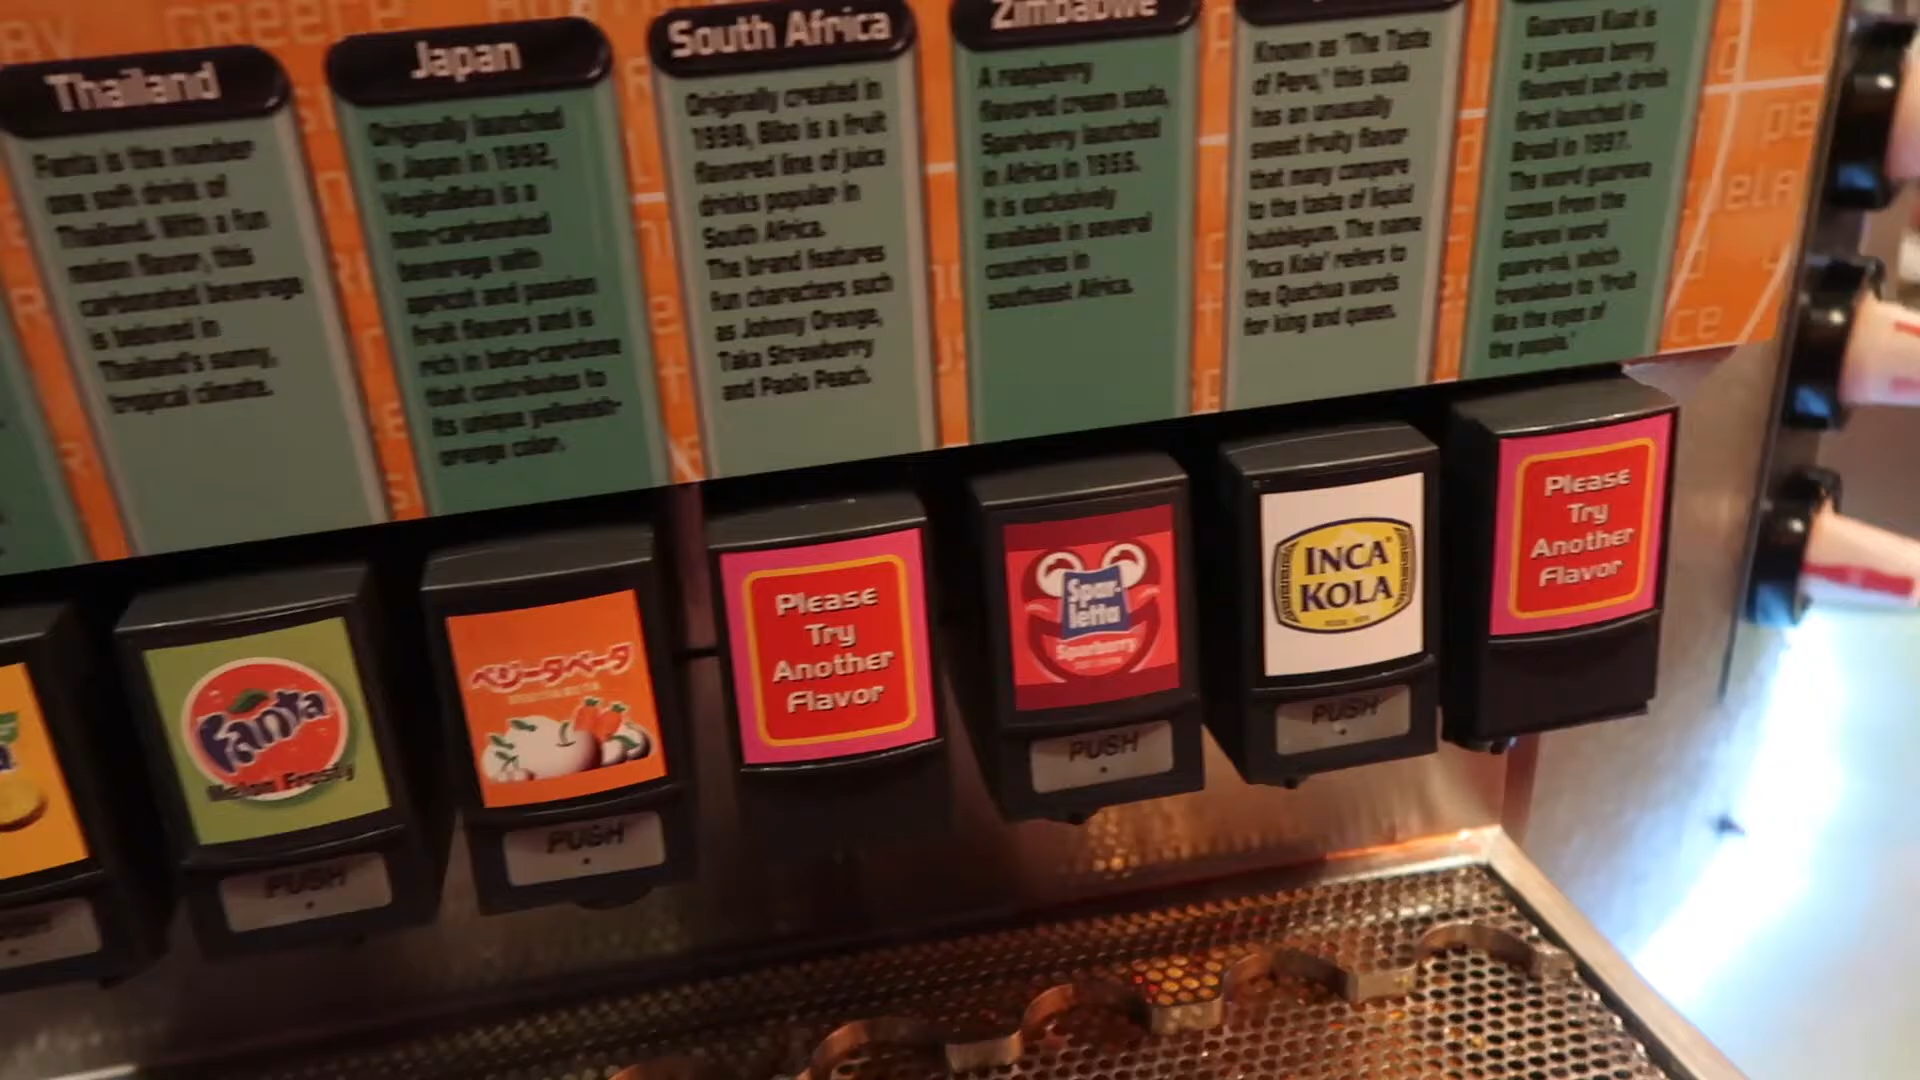 Thailand
Fanta is the number
one soft drink of
Thailand. With a fun
melon flavor, this
carbonated beverage
is beloved in
Thailand's sunny,
tropical climate.
Japan
Originally launched
in Japan in 1992,
VegitaBeta is a
non-carbonated
beverage with
apricot and passion
fruit flavors and is
rich in beta-carotene
that contributes to
its unique yellowish-
orange color.
South Africa
Originally created in
1998, Bibo is a fruit
flavored line of juice
drinks popular in
South Africa.
The brand features
fun characters such
as Johnny Orange,
Taka Strawberry
and Paolo Peach.
Zimbabwe
A raspberry
flavored cream soda,
Sparberry launched
in Africa in 1955.
It is exclusively
available in several
countries in
southeast Africa.
Known as "The Taste
of Peru," this soda
has an unusually
sweet fruity flavor
that many compare
to the taste of liquid
bubblegum. The name
"Inca Kola" refers to
the Quechua words
for king and queen.
Guarana Kuat is
a guarana berry
flavored soft drink
first launched in
Brazil in 1997.
The word guarana
comes from the
Guarani word
guara-ná, which
translates to "fruit
like the eyes of
the people."
Fanta
Melon Frosty
PUSH
ベジータベータ
VEGITA BETA
PUSH
Please
Try
Another
Flavor
Spar-
letta
Sparberry
PUSH
INCA
KOLA
PUSH
Please
Try
Another
Flavor